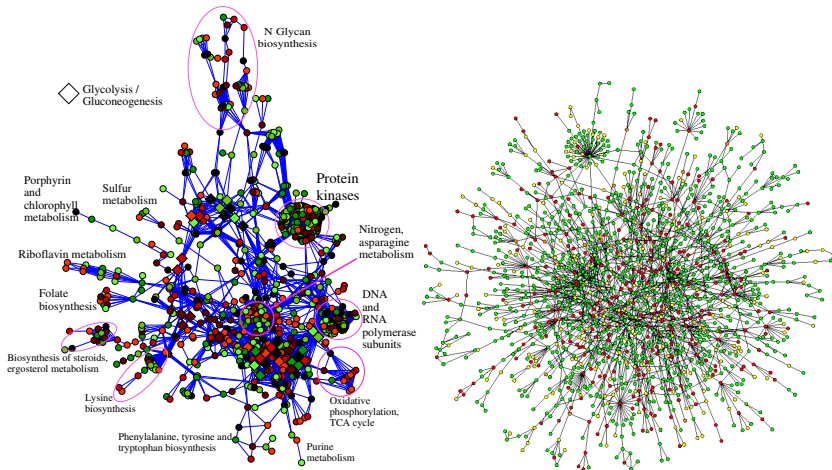 N Glycan
biosynthesis
Glycolysis /
Gluconeogenesis
Protein
kinases
Porphyrin
and
chlorophyll
metabolism
Sulfur
metabolism
Nitrogen,
asparagine
metabolism
Riboflavin metabolism
Folate
biosynthesis
DNA
and
RNA
polymerase
subunits
Biosynthesis of steroids,
ergosterol metabolism
Lysine
biosynthesis
Oxidative
phosphorylation,
TCA cycle
Phenylalanine, tyrosine and
tryptophan biosynthesis
Purine
metabolism